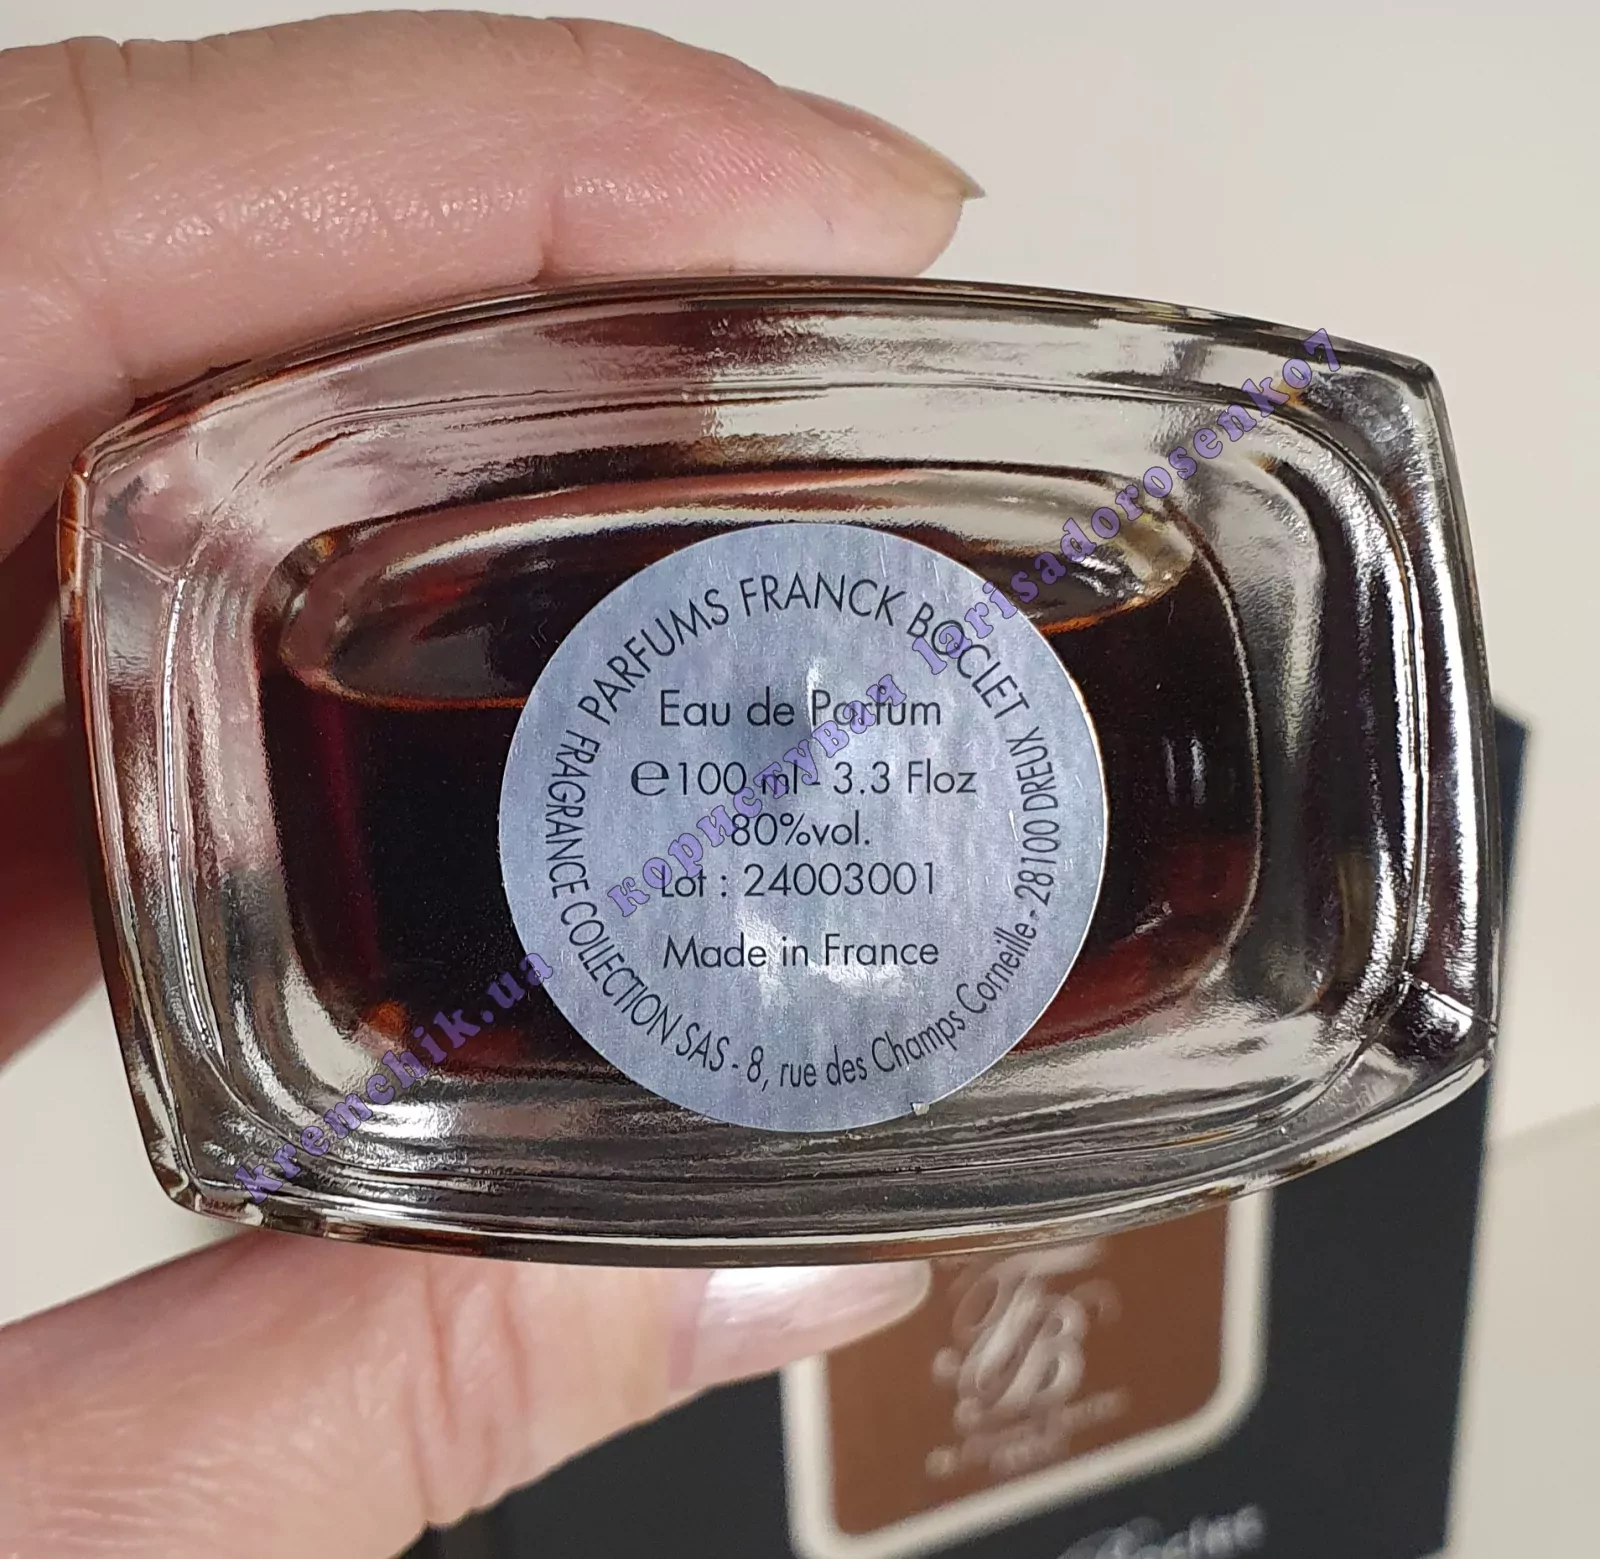 PARFUMS FRANCK BOCLET
Eau de Parfum
℮100 ml - 3.3 Floz
80%vol.
Lot : 24003001
Made in France
FRAGRANCE COLLECTION SAS - 8, rue des Champs Corneille - 28100 DREUX
kremchik.ua користувач larisadorosenko7
FB